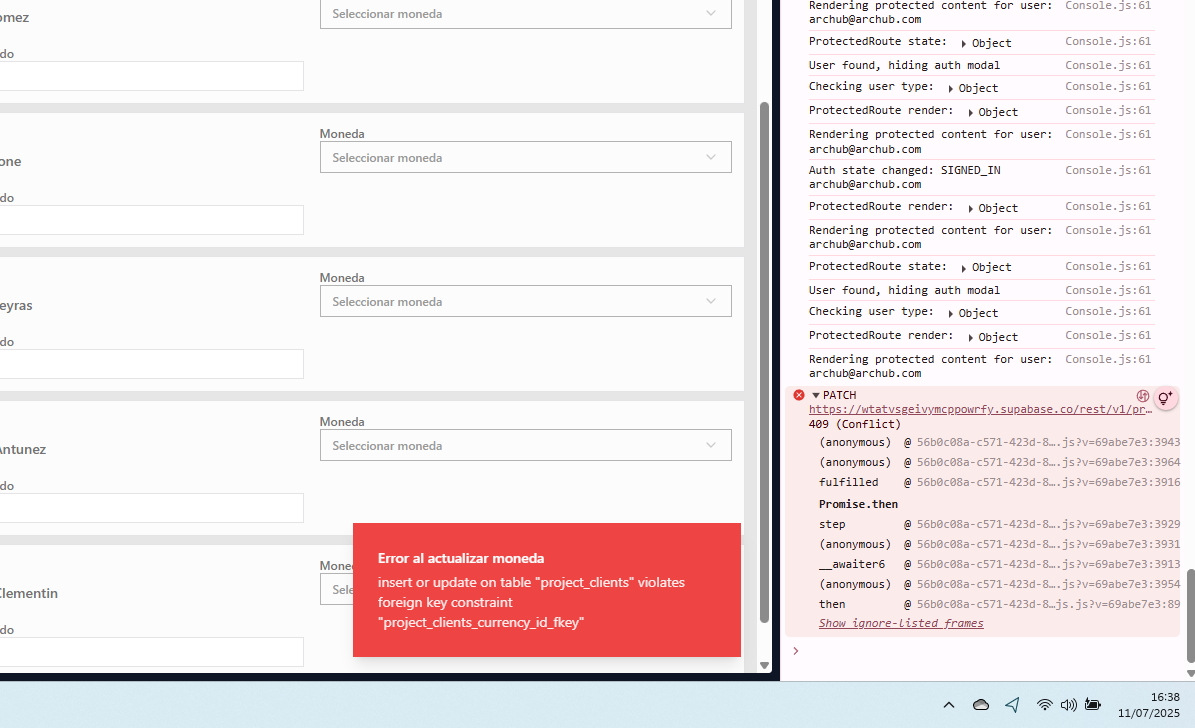 omez
Seleccionar moneda
do
Moneda
Seleccionar moneda
one
do
Moneda
Seleccionar moneda
eyras
do
Moneda
Seleccionar moneda
Antunez
do
Mone
Sele
Clementin
do
Error al actualizar moneda
insert or update on table "project_clients" violates
foreign key constraint
"project_clients_currency_id_fkey"
Rendering protected content for user: Console.js:61
archub@archub.com
ProtectedRoute state: ▶ Object Console.js:61
User found, hiding auth modal Console.js:61
Checking user type: ▶ Object Console.js:61
ProtectedRoute render: ▶ Object Console.js:61
Rendering protected content for user: Console.js:61
archub@archub.com
Auth state changed: SIGNED_IN Console.js:61
archub@archub.com
ProtectedRoute render: ▶ Object Console.js:61
Rendering protected content for user: Console.js:61
archub@archub.com
ProtectedRoute state: ▶ Object Console.js:61
User found, hiding auth modal Console.js:61
Checking user type: ▶ Object Console.js:61
ProtectedRoute render: ▶ Object Console.js:61
Rendering protected content for user: Console.js:61
archub@archub.com
▼ PATCH
https://wtatvsgeivymcppowrfy.supabase.co/rest/v1/pr…
409 (Conflict)
(anonymous) @ 56b0c08a-c571-423d-8….js?v=69abe7e3:3943
(anonymous) @ 56b0c08a-c571-423d-8….js?v=69abe7e3:3964
fulfilled @ 56b0c08a-c571-423d-8….js?v=69abe7e3:3916
Promise.then
step @ 56b0c08a-c571-423d-8….js?v=69abe7e3:3929
(anonymous) @ 56b0c08a-c571-423d-8….js?v=69abe7e3:3931
__awaiter6 @ 56b0c08a-c571-423d-8….js?v=69abe7e3:3913
(anonymous) @ 56b0c08a-c571-423d-8….js?v=69abe7e3:3954
then @ 56b0c08a-c571-423d-8…js.js?v=69abe7e3:89
Show ignore-listed frames
16:38
11/07/2025